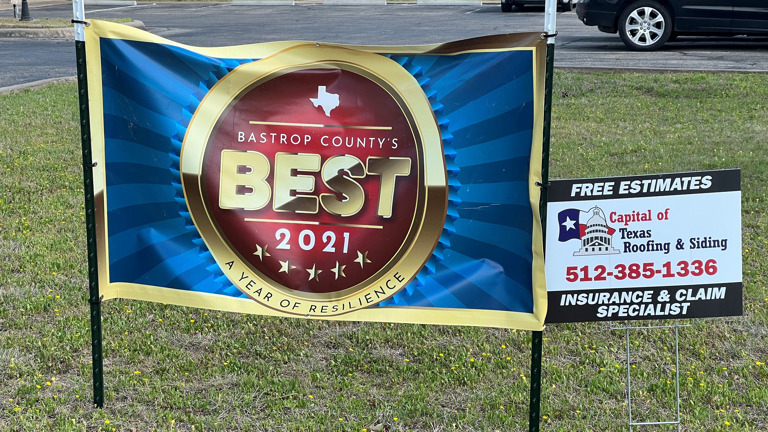 BASTROP COUNTY'S
BEST
2021
A YEAR OF RESILIENCE
FREE ESTIMATES
Capital of
Texas
Roofing & Siding
512-385-1336
INSURANCE & CLAIM
SPECIALIST